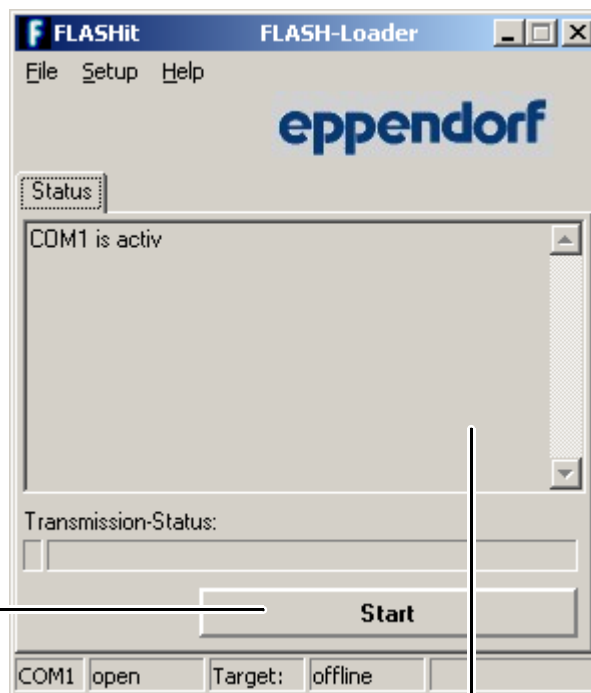 F FLASHit FLASH-Loader
File Setup Help
eppendorf
Status
COM1 is activ
Transmission-Status:
Start
COM1 open Target: offline